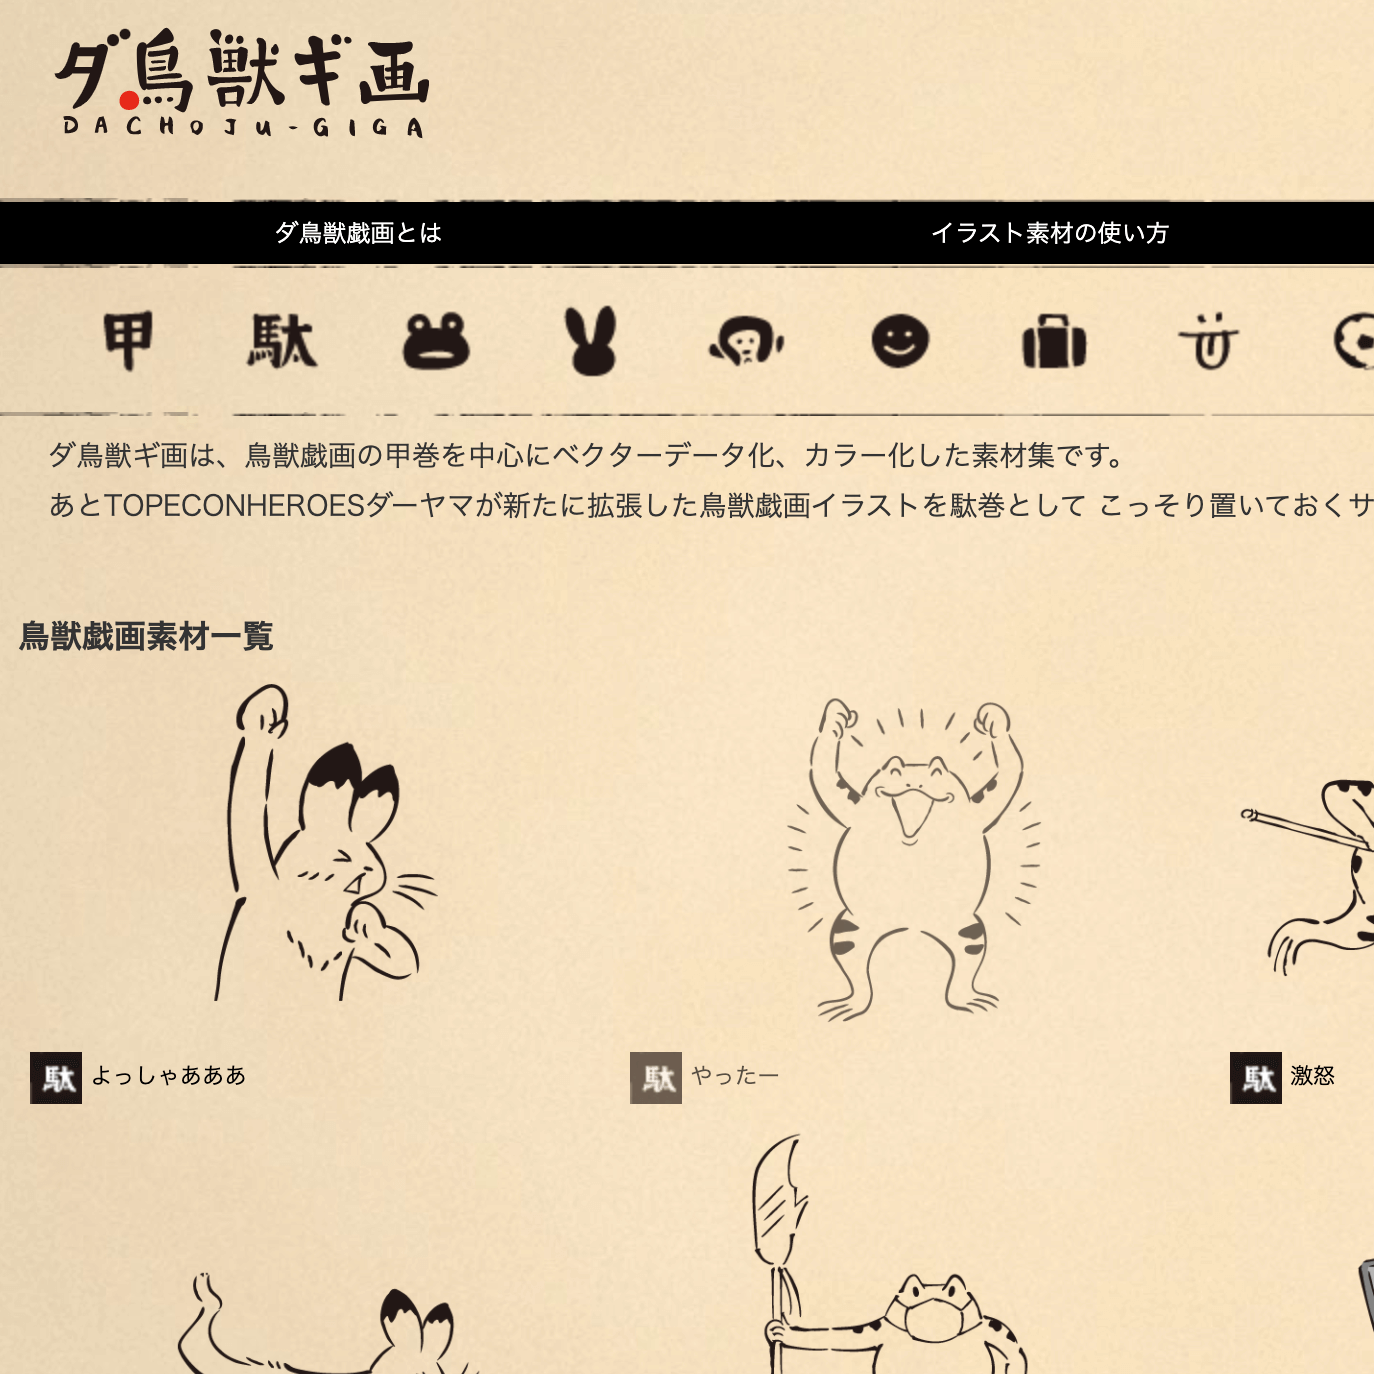 ダ鳥獣ギ画
DACHOJU-GIGA
ダ鳥獣戯画とは
イラスト素材の使い方
甲
駄
ダ鳥獣ギ画は、鳥獣戯画の甲巻を中心にベクターデータ化、カラー化した素材集です。
あとTOPECONHEROESダーヤマが新たに拡張した鳥獣戯画イラストを駄巻として こっそり置いておくサ
鳥獣戯画素材一覧
駄 よっしゃあああ
駄 やったー
駄 激怒